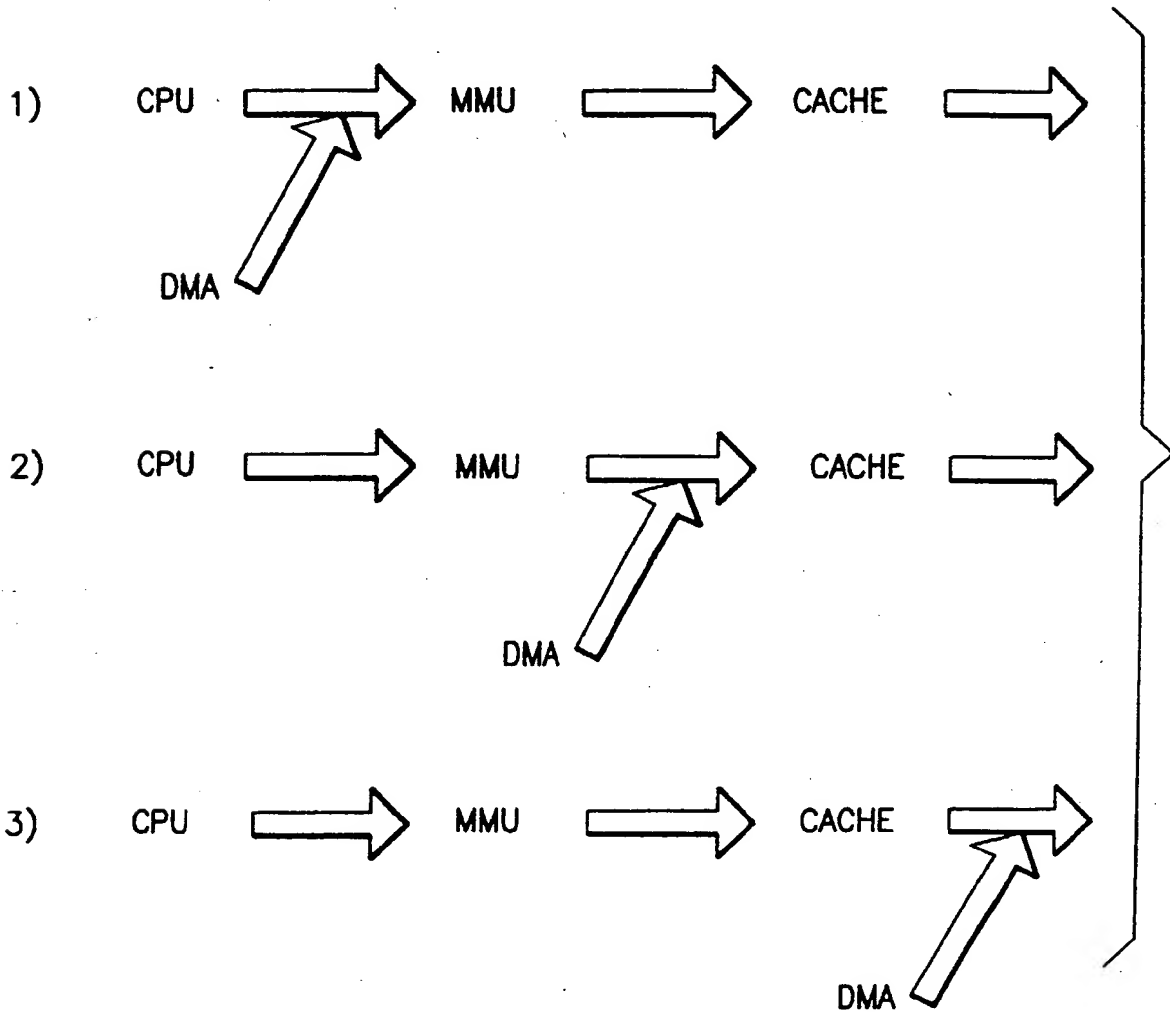 1) CPU MMU CACHE
DMA
2) CPU MMU CACHE
DMA
3) CPU MMU CACHE
DMA